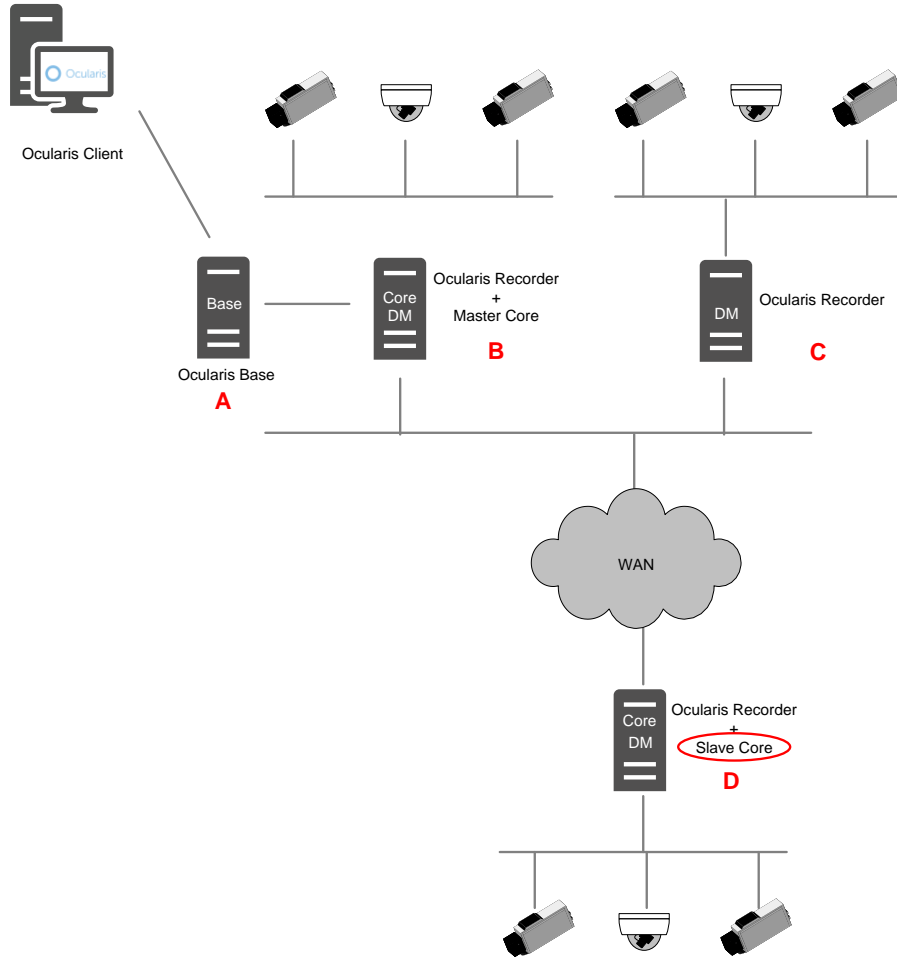 Ocularis
Ocularis Client
Base
Ocularis Base
A
Core
DM
Ocularis Recorder
+
Master Core
B
DM
Ocularis Recorder
C
WAN
Core
DM
Ocularis Recorder
+
Slave Core
D